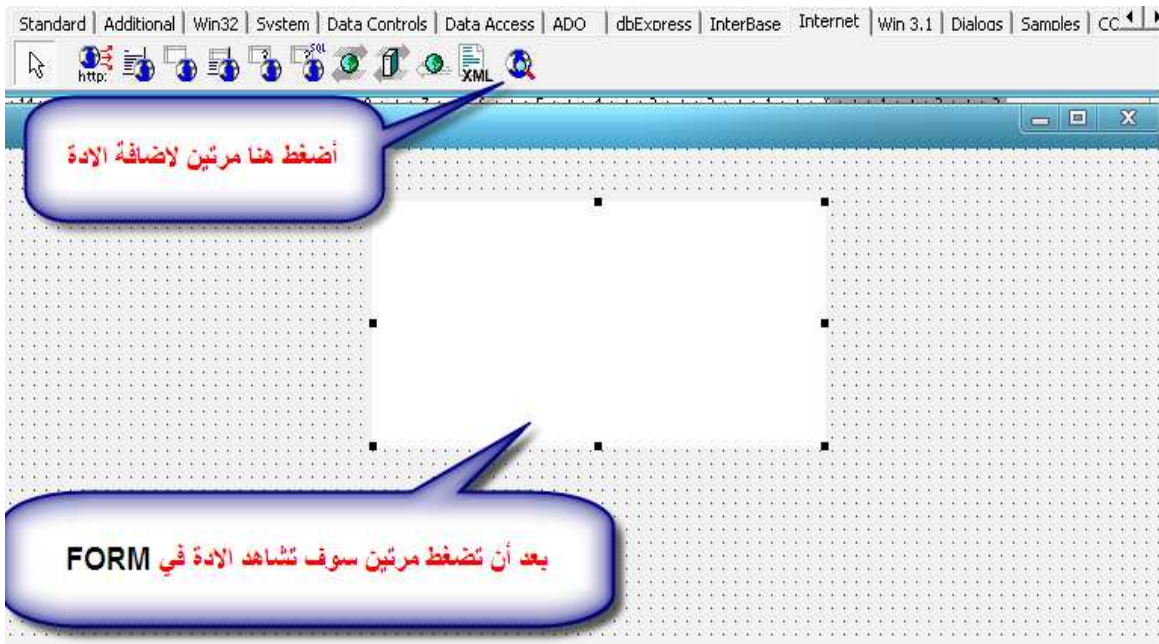 Standard | Additional | Win32 | System | Data Controls | Data Access | ADO | dbExpress | InterBase | Internet | Win 3.1 | Dialogs | Samples | CC
SQL
http:
XML
أضغط هنا مرتين لاضافة الادة
بعد أن تضغط مرتين سوف تشاهد الادة في FORM